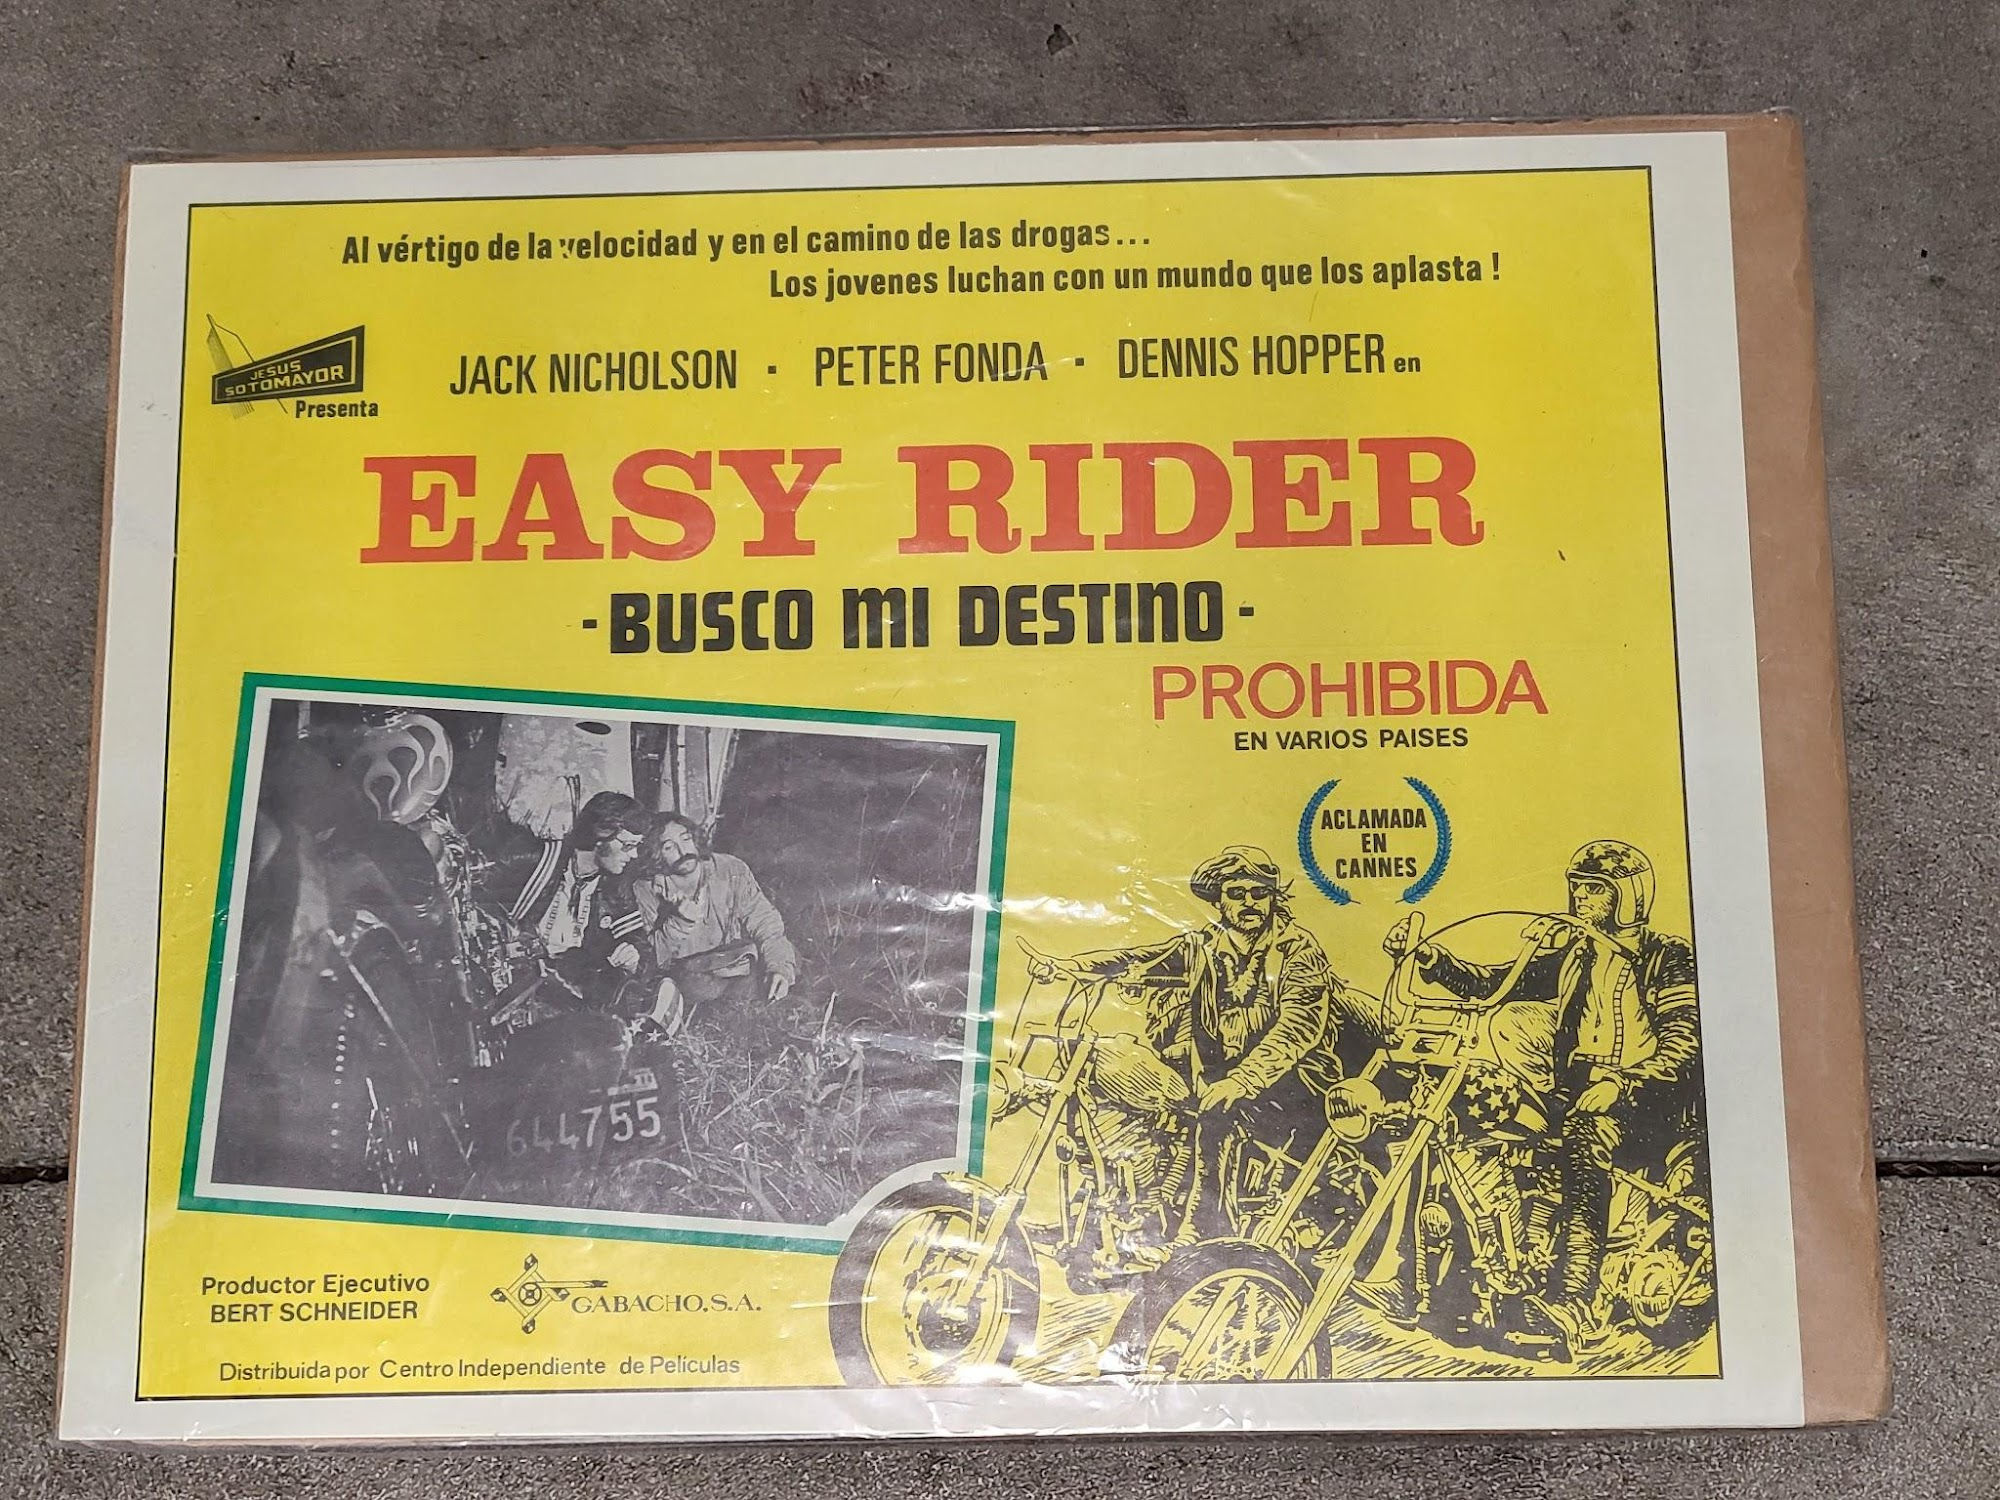 Al vértigo de la velocidad y en el camino de las drogas...
Los jovenes luchan con un mundo que los aplasta !
JESUS
SOTOMAYOR
Presenta
JACK NICHOLSON · PETER FONDA · DENNIS HOPPER en
EASY RIDER
- BUSCO MI DESTINO -
PROHIBIDA
EN VARIOS PAISES
ACLAMADA
EN
CANNES
644755
Productor Ejecutivo
BERT SCHNEIDER
GABACHO, S.A.
Distribuida por Centro Independiente de Películas